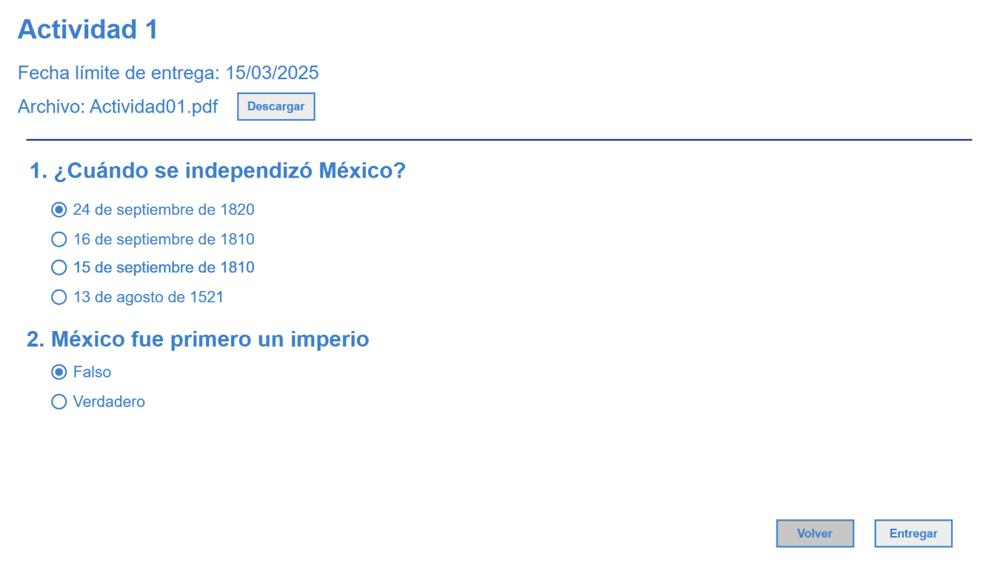 Actividad 1
Fecha límite de entrega: 15/03/2025
Archivo: Actividad01.pdf Descargar
1. ¿Cuándo se independizó México?
24 de septiembre de 1820
16 de septiembre de 1810
15 de septiembre de 1810
13 de agosto de 1521
2. México fue primero un imperio
Falso
Verdadero
Volver Entregar